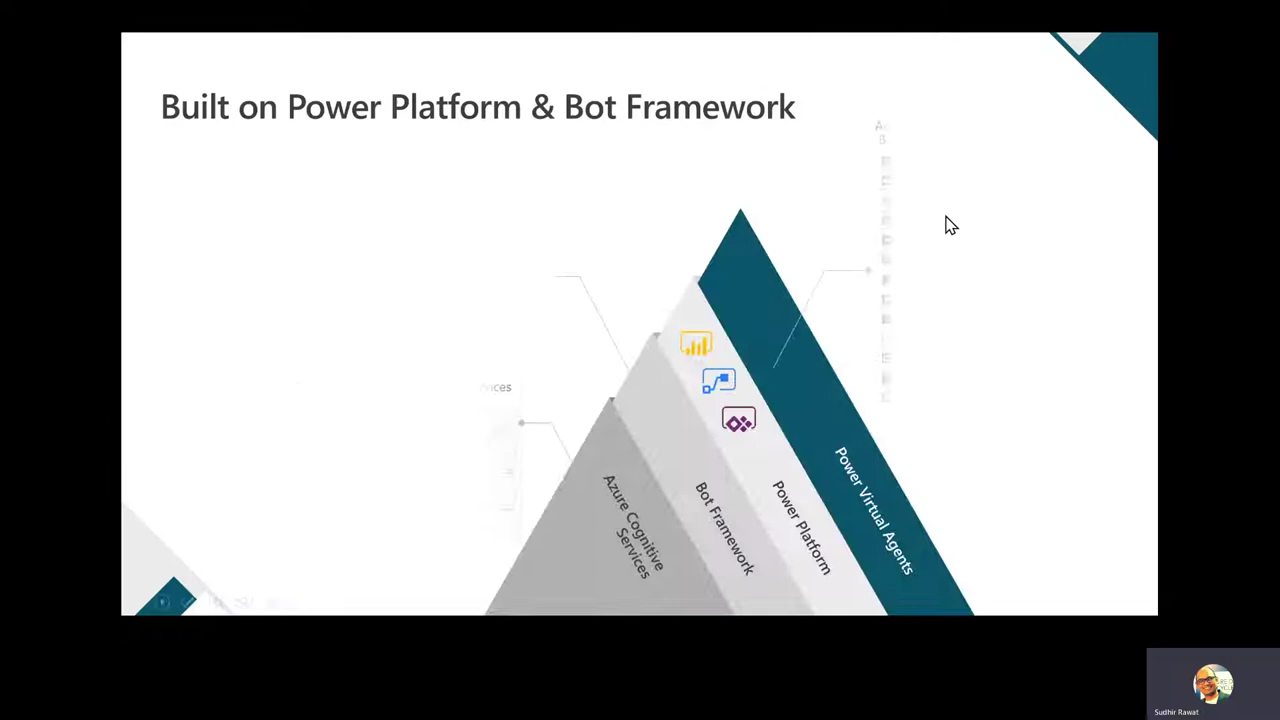 Built on Power Platform & Bot Framework
Azure Cognitive
Services
Bot Framework
Power Platform
Power Virtual Agents
Sudhir Rawat